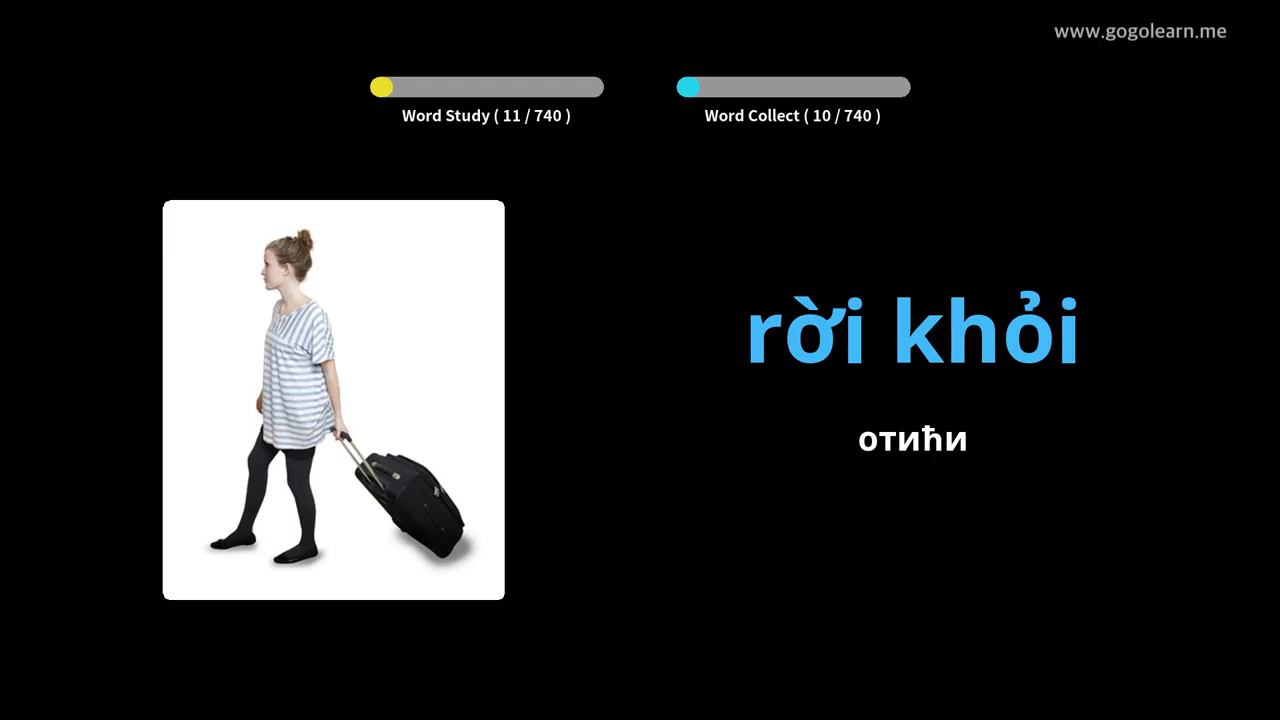 www.gogolearn.me
Word Study ( 11 / 740 )
Word Collect ( 10 / 740 )
rời khỏi
отићи